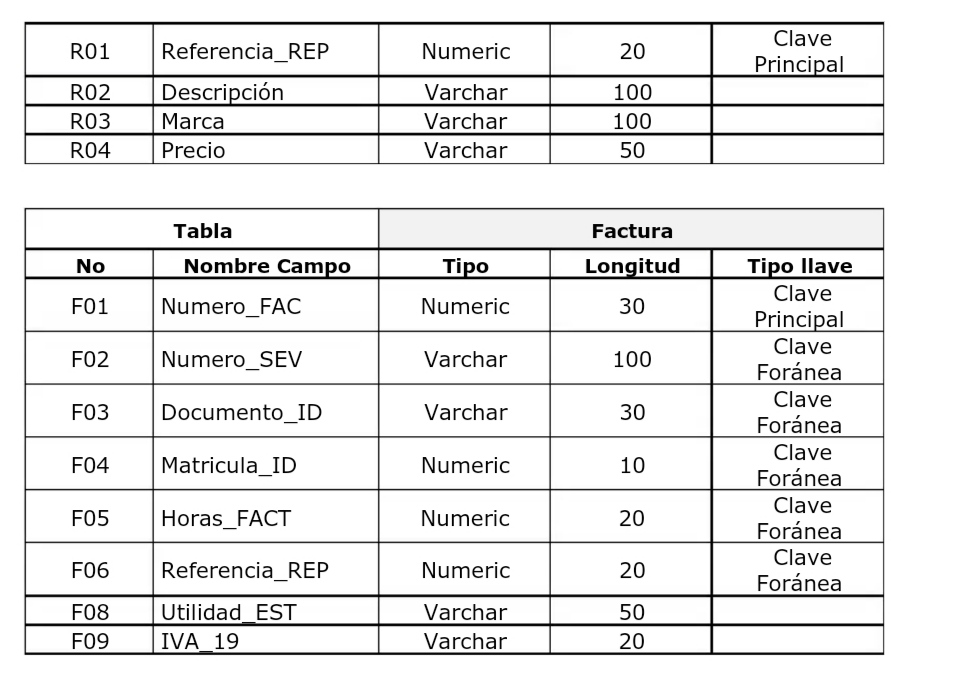 R01 Referencia_REP Numeric 20 Clave Principal
R02 Descripción Varchar 100
R03 Marca Varchar 100
R04 Precio Varchar 50
Tabla Factura
No Nombre Campo Tipo Longitud Tipo llave
F01 Numero_FAC Numeric 30 Clave Principal
F02 Numero_SEV Varchar 100 Clave Foránea
F03 Documento_ID Varchar 30 Clave Foránea
F04 Matricula_ID Numeric 10 Clave Foránea
F05 Horas_FACT Numeric 20 Clave Foránea
F06 Referencia_REP Numeric 20 Clave Foránea
F08 Utilidad_EST Varchar 50
F09 IVA_19 Varchar 20